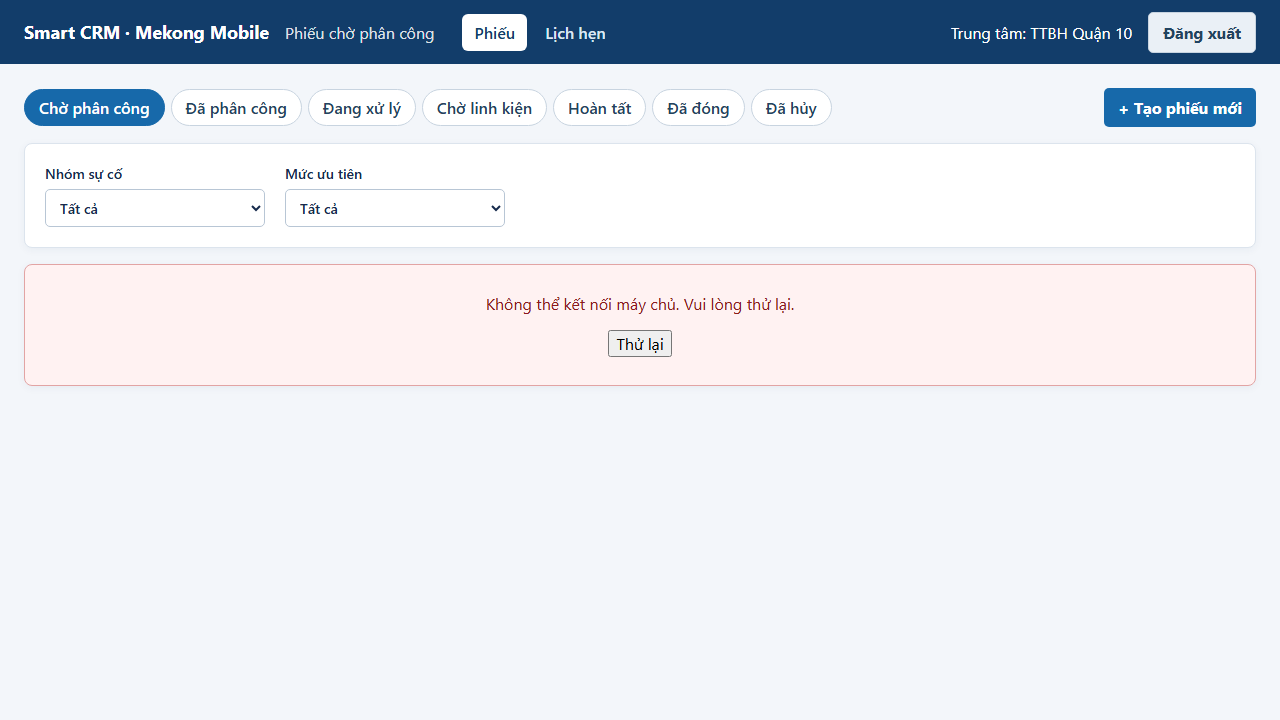 Smart CRM · Mekong Mobile
Phiếu chờ phân công
Phiếu
Lịch hẹn
Trung tâm: TTBH Quận 10
Đăng xuất
Chờ phân công
Đã phân công
Đang xử lý
Chờ linh kiện
Hoàn tất
Đã đóng
Đã hủy
+ Tạo phiếu mới
Nhóm sự cố
Mức ưu tiên
Tất cả
Tất cả
Không thể kết nối máy chủ. Vui lòng thử lại.
Thử lại